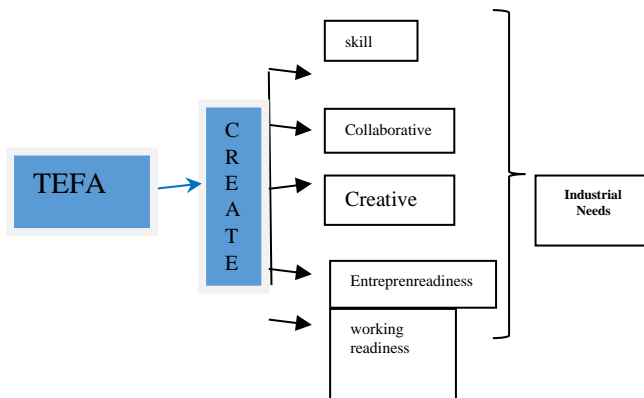 skill
Collaborative
Creative
Entreprenreadiness
working
readiness
TEFA
C
R
E
A
T
E
Industrial
Needs